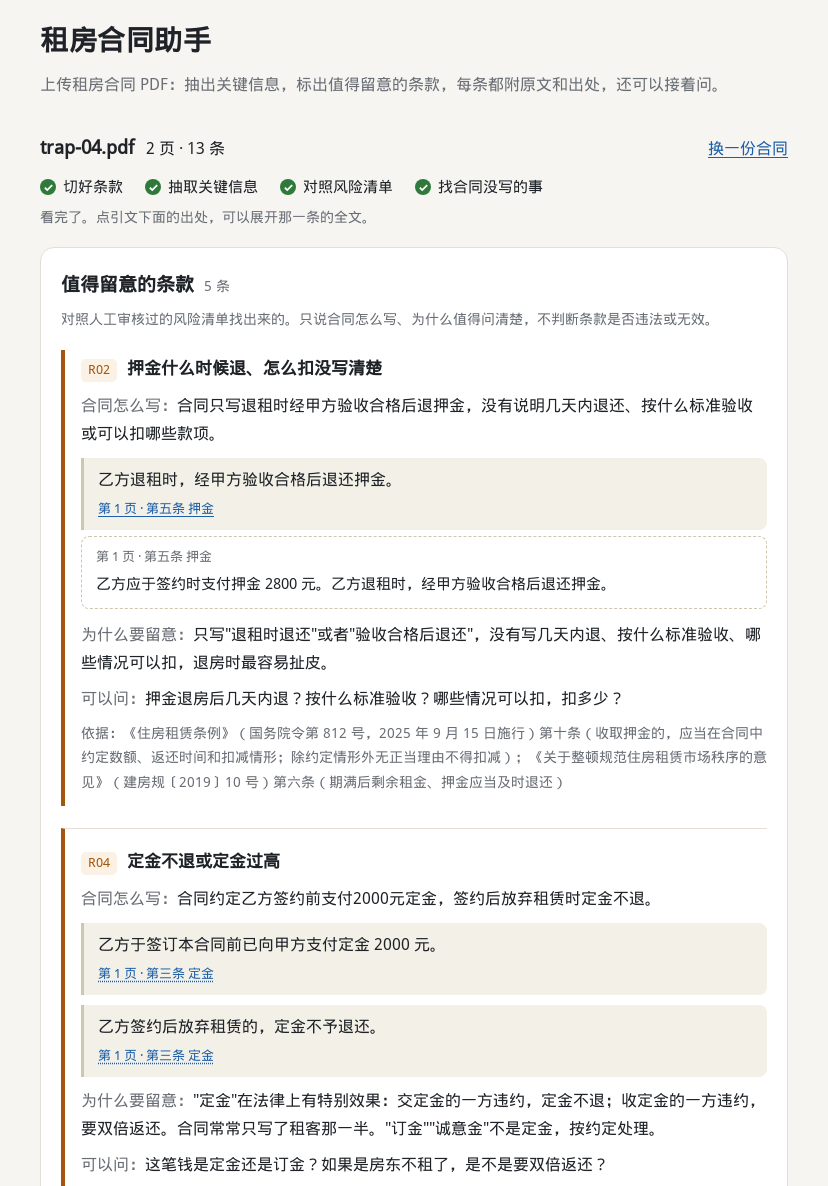 租房合同助手
上传租房合同 PDF：抽出关键信息，标出值得留意的条款，每条都附原文和出处，还可以接着问。
trap-04.pdf 2 页 · 13 条 换一份合同
切好条款 抽取关键信息 对照风险清单 找合同没写的事
看完了。点引文下面的出处，可以展开那一条的全文。
值得留意的条款 5 条
对照人工审核过的风险清单找出来的。只说合同怎么写、为什么值得问清楚，不判断条款是否违法或无效。
R02 押金什么时候退、怎么扣没写清楚
合同怎么写：合同只写退租时经甲方验收合格后退押金，没有说明几天内退还、按什么标准验收
或可以扣哪些款项。
乙方退租时，经甲方验收合格后退还押金。
第 1 页 · 第五条 押金
第 1 页 · 第五条 押金
乙方应于签约时支付押金 2800 元。乙方退租时，经甲方验收合格后退还押金。
为什么要留意：只写"退租时退还"或者"验收合格后退还"，没有写几天内退、按什么标准验收、哪
些情况可以扣，退房时最容易扯皮。
可以问：押金退房后几天内退？按什么标准验收？哪些情况可以扣，扣多少？
依据：《住房租赁条例》（国务院令第 812 号，2025 年 9 月 15 日施行）第十条（收取押金的，应当在合同中
约定数额、返还时间和扣减情形；除约定情形外无正当理由不得扣减）；《关于整顿规范住房租赁市场秩序的意
见》（建房规〔2019〕10 号）第六条（期满后剩余租金、押金应当及时退还）
R04 定金不退或定金过高
合同怎么写：合同约定乙方签约前支付2000元定金，签约后放弃租赁时定金不退。
乙方于签订本合同前已向甲方支付定金 2000 元。
第 1 页 · 第三条 定金
乙方签约后放弃租赁的，定金不予退还。
第 1 页 · 第三条 定金
为什么要留意："定金"在法律上有特别效果：交定金的一方违约，定金不退；收定金的一方违约，
要双倍返还。合同常常只写了租客那一半。"订金""诚意金"不是定金，按约定处理。
可以问：这笔钱是定金还是订金？如果是房东不租了，是不是要双倍返还？